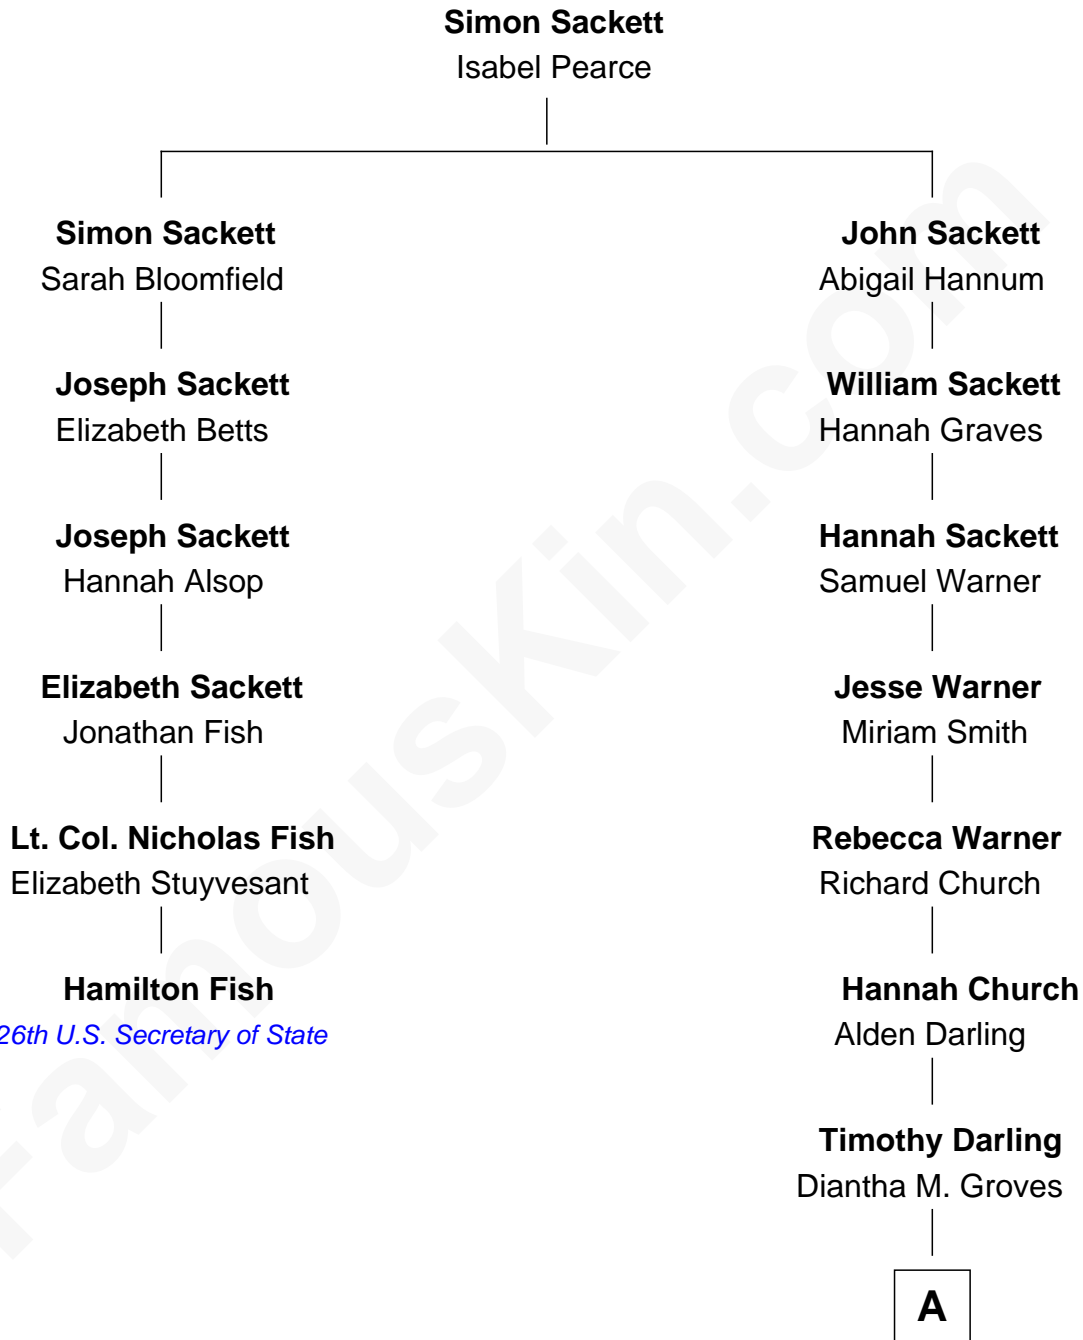 Simon Sackett
Isabel Pearce
Simon Sackett
Sarah Bloomfield
John Sackett
Abigail Hannum
Joseph Sackett
Elizabeth Betts
William Sackett
Hannah Graves
Joseph Sackett
Hannah Alsop
Hannah Sackett
Samuel Warner
Elizabeth Sackett
Jonathan Fish
Jesse Warner
Miriam Smith
Lt. Col. Nicholas Fish
Elizabeth Stuyvesant
Rebecca Warner
Richard Church
Hamilton Fish
26th U.S. Secretary of State
Hannah Church
Alden Darling
Timothy Darling
Diantha M. Groves
A
FamousKin.com